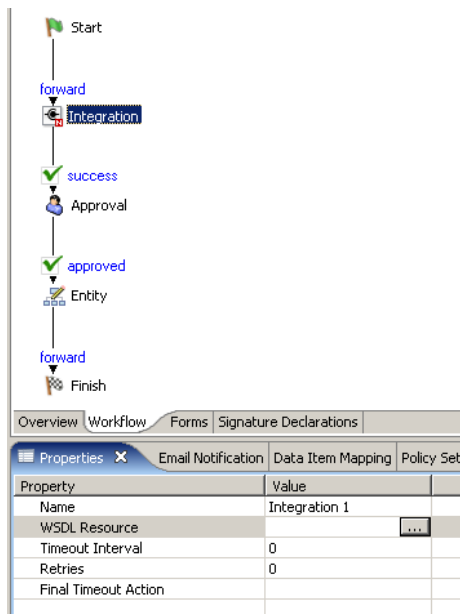 Start
forward
Integration
success
Approval
approved
Entity
forward
Finish
Overview Workflow Forms Signature Declarations
Properties Email Notification Data Item Mapping Policy Set
Property Value
Name Integration 1
WSDL Resource ...
Timeout Interval 0
Retries 0
Final Timeout Action